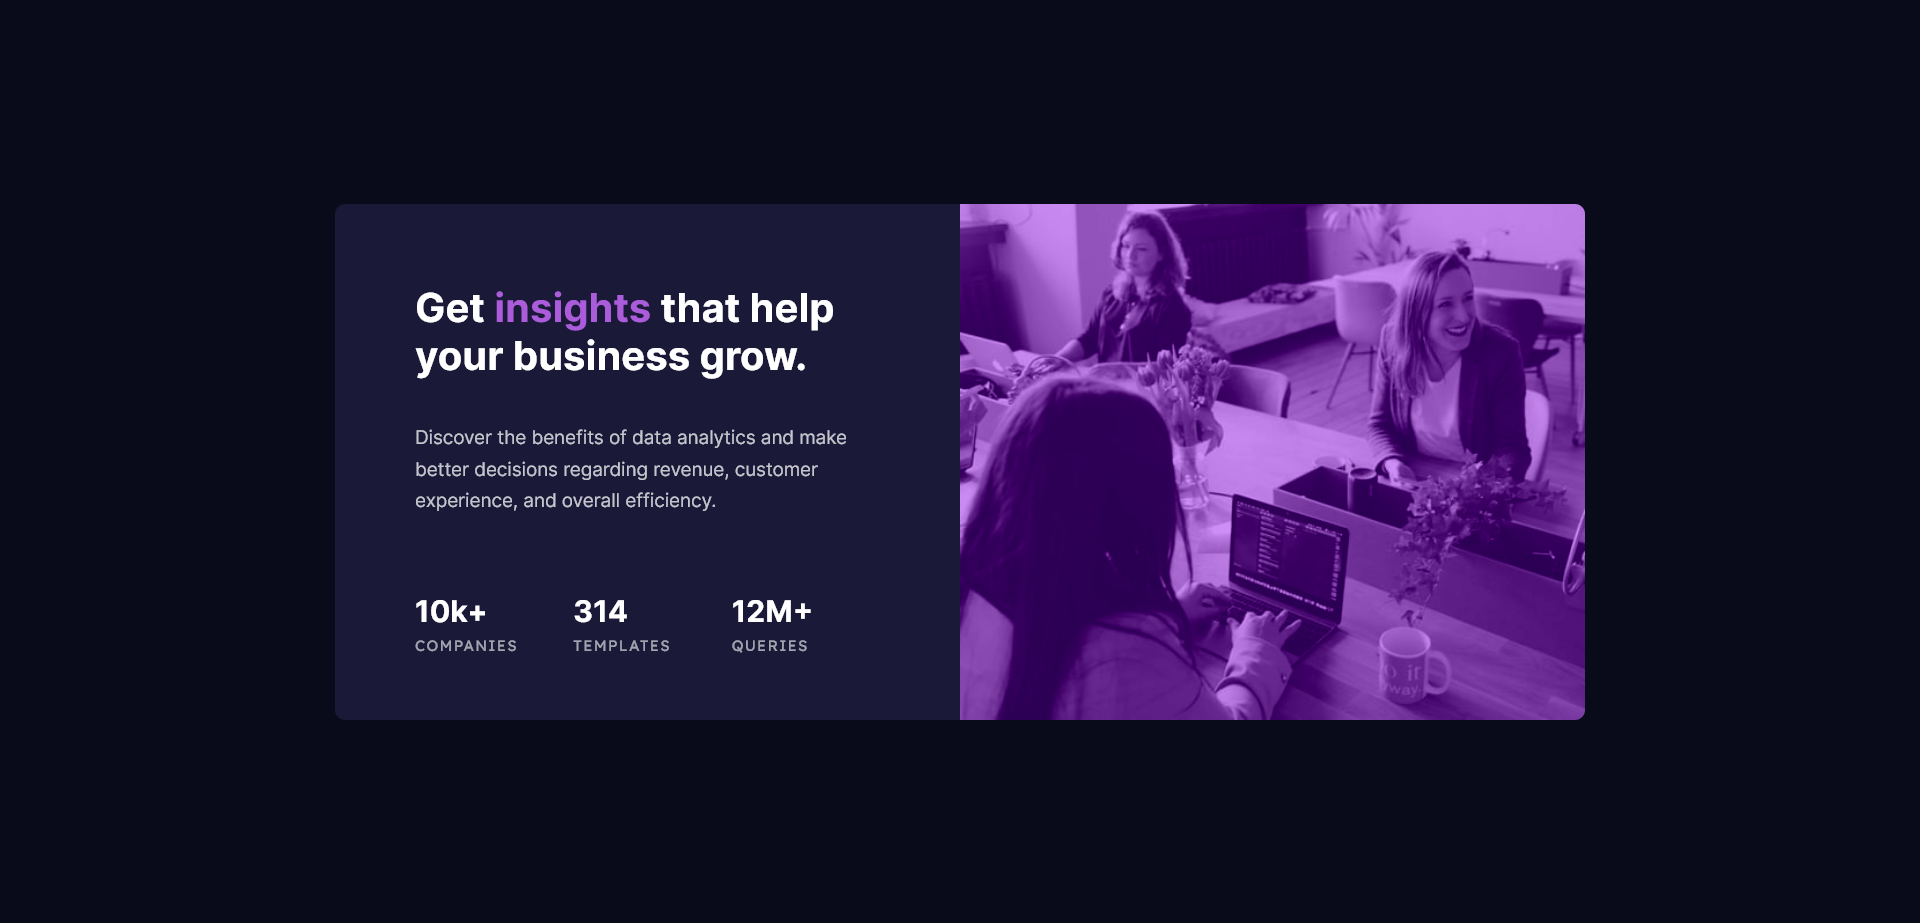 Get insights that help
your business grow.
Discover the benefits of data analytics and make
better decisions regarding revenue, customer
experience, and overall efficiency.
10k+ 314 12M+
COMPANIES TEMPLATES QUERIES